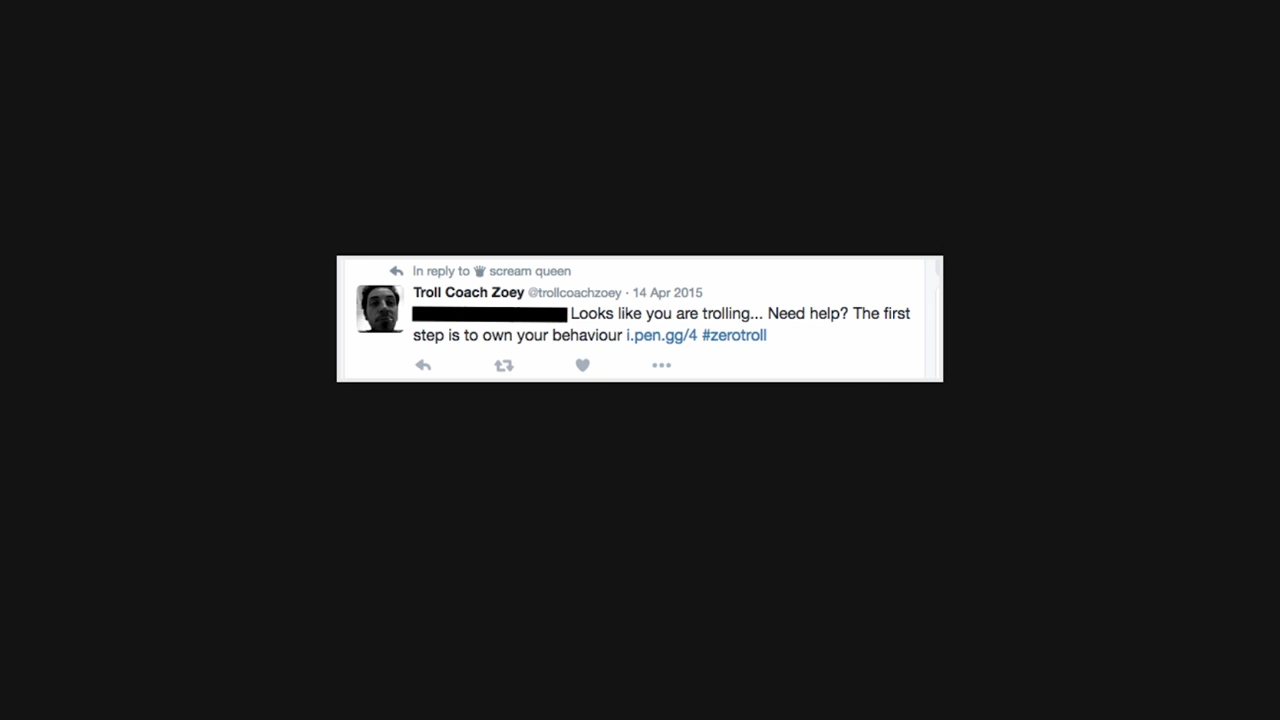 In reply to scream queen
Troll Coach Zoey @trollcoachzoey · 14 Apr 2015
Looks like you are trolling... Need help? The first
step is to own your behaviour i.pen.gg/4 #zerotroll